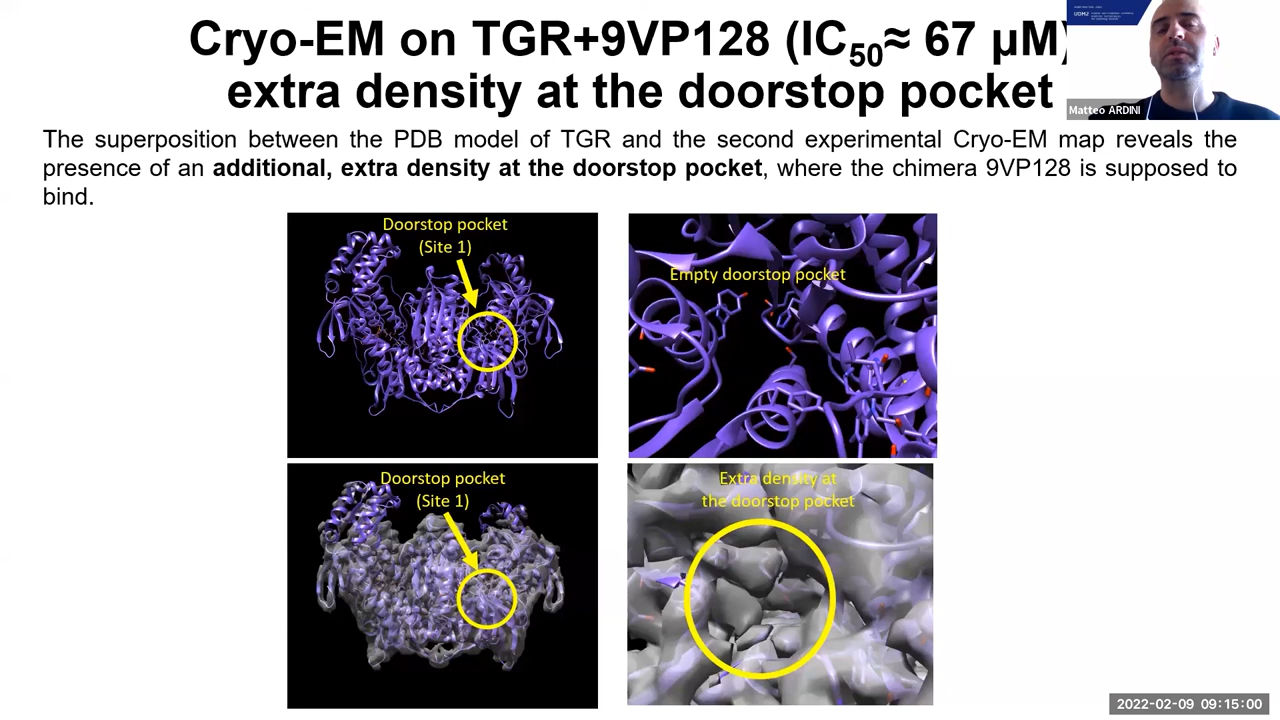 Cryo-EM on TGR+9VP128 (IC50≈ 67 µM)
extra density at the doorstop pocket
UDMJ
Matteo ARDINI
The superposition between the PDB model of TGR and the second experimental Cryo-EM map reveals the
presence of an additional, extra density at the doorstop pocket, where the chimera 9VP128 is supposed to
bind.
Doorstop pocket
(Site 1)
Empty doorstop pocket
Doorstop pocket
(Site 1)
Extra density at
the doorstop pocket
2022-02-09 09:15:00